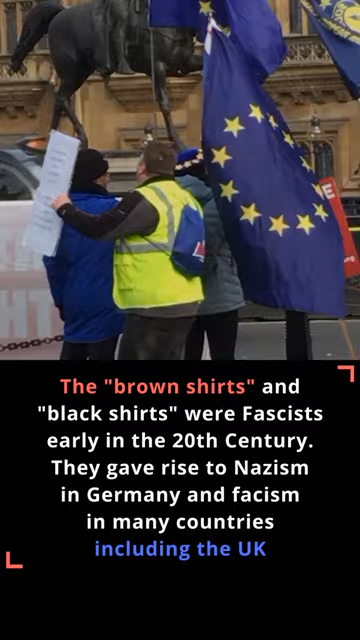 The "brown shirts" and
"black shirts" were Fascists
early in the 20th Century.
They gave rise to Nazism
in Germany and facism
in many countries
including the UK